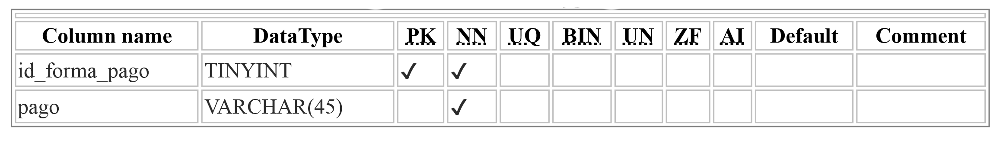 Column name DataType PK NN UQ BIN UN ZF AI Default Comment
id_forma_pago TINYINT ✓ ✓
pago VARCHAR(45) ✓